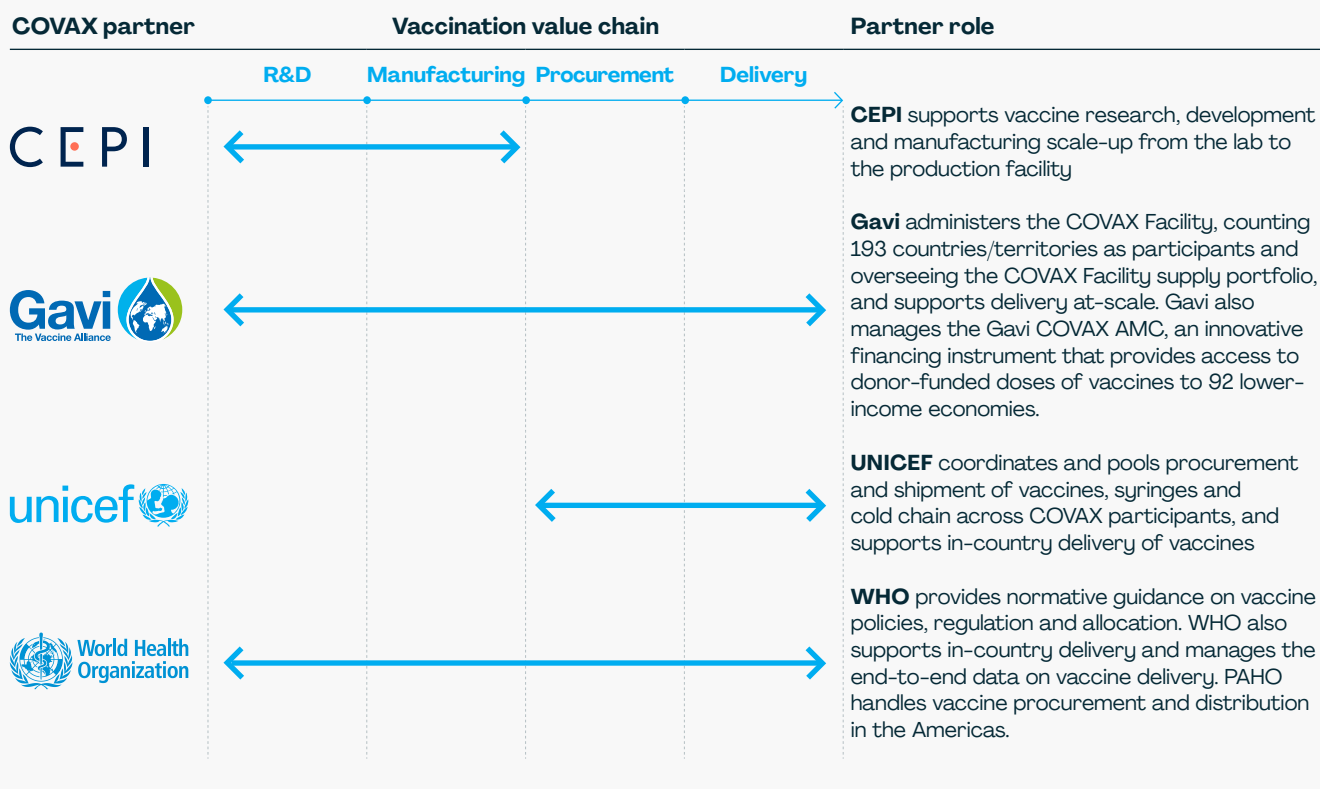 COVAX partner
Vaccination value chain
Partner role
R&D
Manufacturing
Procurement
Delivery
CEPI
CEPI supports vaccine research, development
and manufacturing scale-up from the lab to
the production facility
Gavi
The Vaccine Alliance
Gavi administers the COVAX Facility, counting
193 countries/territories as participants and
overseeing the COVAX Facility supply portfolio,
and supports delivery at-scale. Gavi also
manages the Gavi COVAX AMC, an innovative
financing instrument that provides access to
donor-funded doses of vaccines to 92 lower-
income economies.
unicef
UNICEF coordinates and pools procurement
and shipment of vaccines, syringes and
cold chain across COVAX participants, and
supports in-country delivery of vaccines
World Health
Organization
WHO provides normative guidance on vaccine
policies, regulation and allocation. WHO also
supports in-country delivery and manages the
end-to-end data on vaccine delivery. PAHO
handles vaccine procurement and distribution
in the Americas.